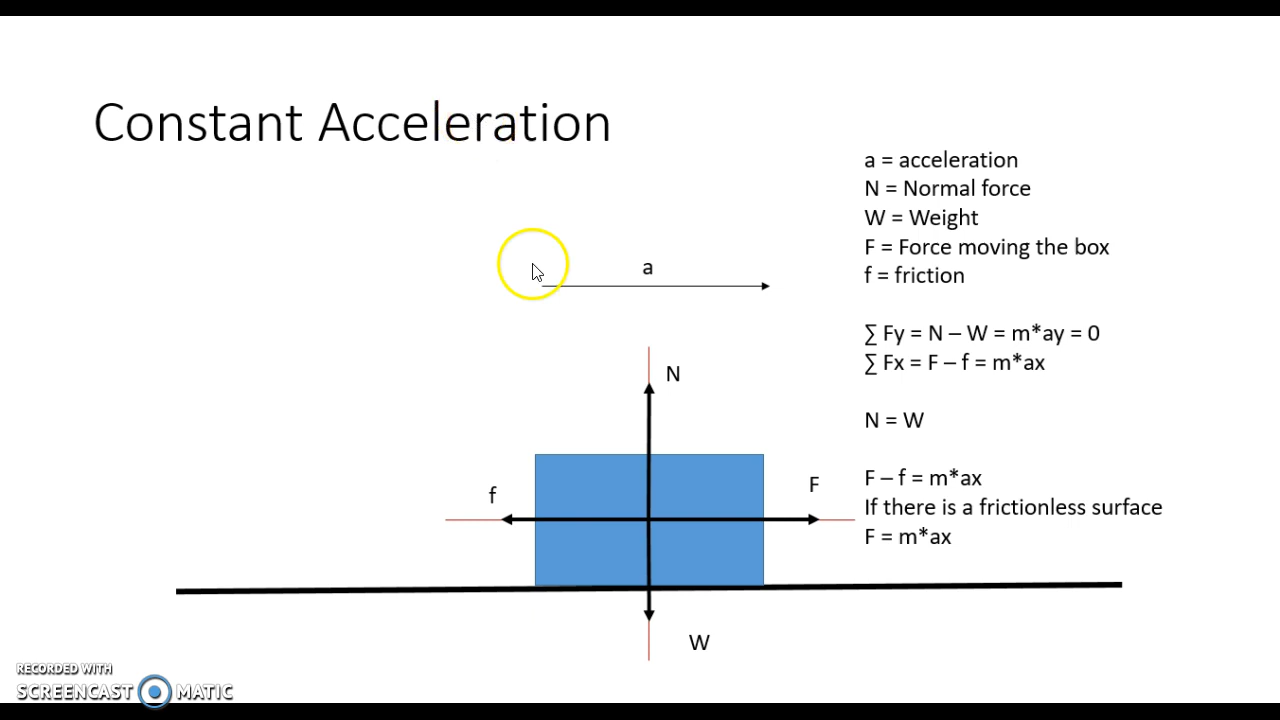 Constant Acceleration
a = acceleration
N = Normal force
W = Weight
F = Force moving the box
f = friction
∑ Fy = N – W = m*ay = 0
∑ Fx = F – f = m*ax
N = W
F – f = m*ax
If there is a frictionless surface
F = m*ax
a
N
f
F
W
RECORDED WITH
SCREENCAST MATIC